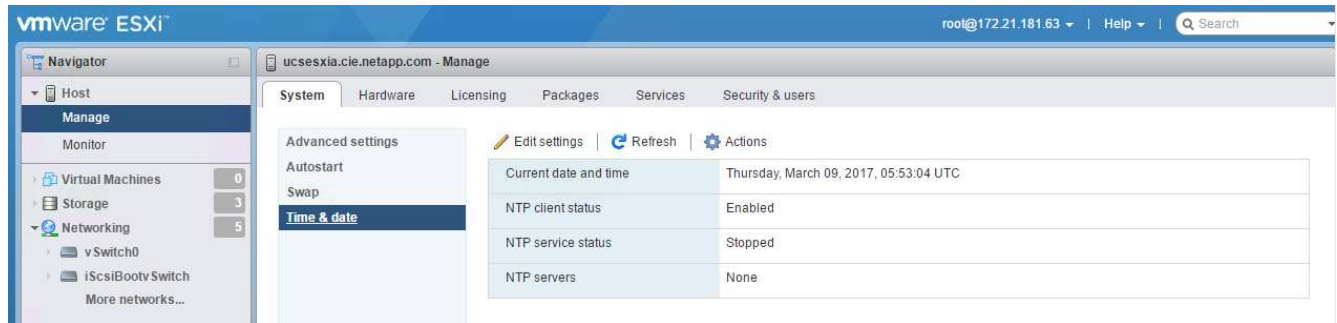 vmware ESXi™
root@172.21.181.63 | Help | Search
Navigator
Host
Manage
Monitor
Virtual Machines 0
Storage 3
Networking 5
vSwitch0
iScsiBootvSwitch
More networks...
ucsesxia.cie.netapp.com - Manage
System Hardware Licensing Packages Services Security & users
Advanced settings
Autostart
Swap
Time & date
Edit settings | Refresh | Actions
Current date and time Thursday, March 09, 2017, 05:53:04 UTC
NTP client status Enabled
NTP service status Stopped
NTP servers None